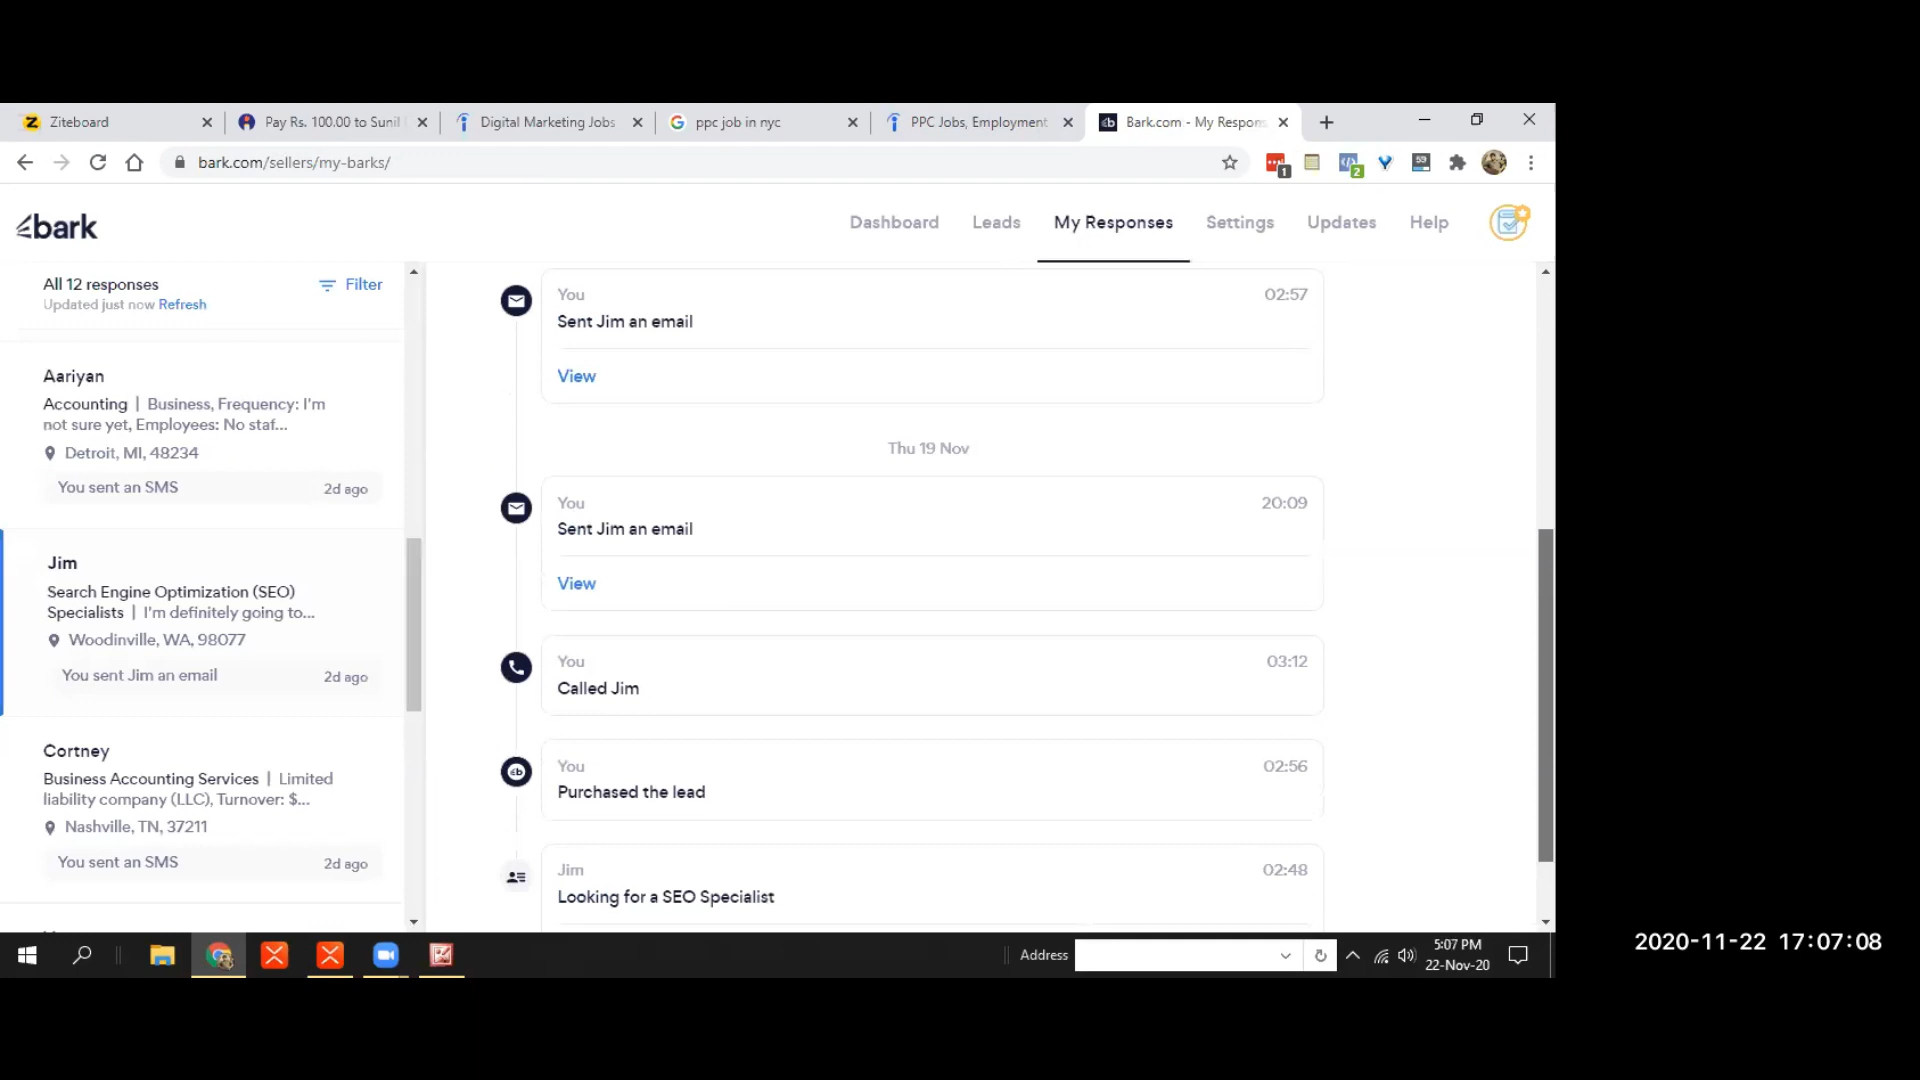 Ziteboard
Pay Rs. 100.00 to Sunil
Digital Marketing Jobs
ppc job in nyc
PPC Jobs, Employment
Bark.com - My Respon
bark.com/sellers/my-barks/
1
2
59
bark
Dashboard
Leads
My Responses
Settings
Updates
Help
All 12 responses
Filter
Updated just now Refresh
Aariyan
Accounting | Business, Frequency: I'm
not sure yet, Employees: No staf...
Detroit, MI, 48234
You sent an SMS
2d ago
Jim
Search Engine Optimization (SEO)
Specialists | I'm definitely going to...
Woodinville, WA, 98077
You sent Jim an email
2d ago
Cortney
Business Accounting Services | Limited
liability company (LLC), Turnover: $...
Nashville, TN, 37211
You sent an SMS
2d ago
You
02:57
Sent Jim an email
View
Thu 19 Nov
You
20:09
Sent Jim an email
View
You
03:12
Called Jim
You
02:56
Purchased the lead
Jim
02:48
Looking for a SEO Specialist
Address
5:07 PM
22-Nov-20
2020-11-22 17:07:08